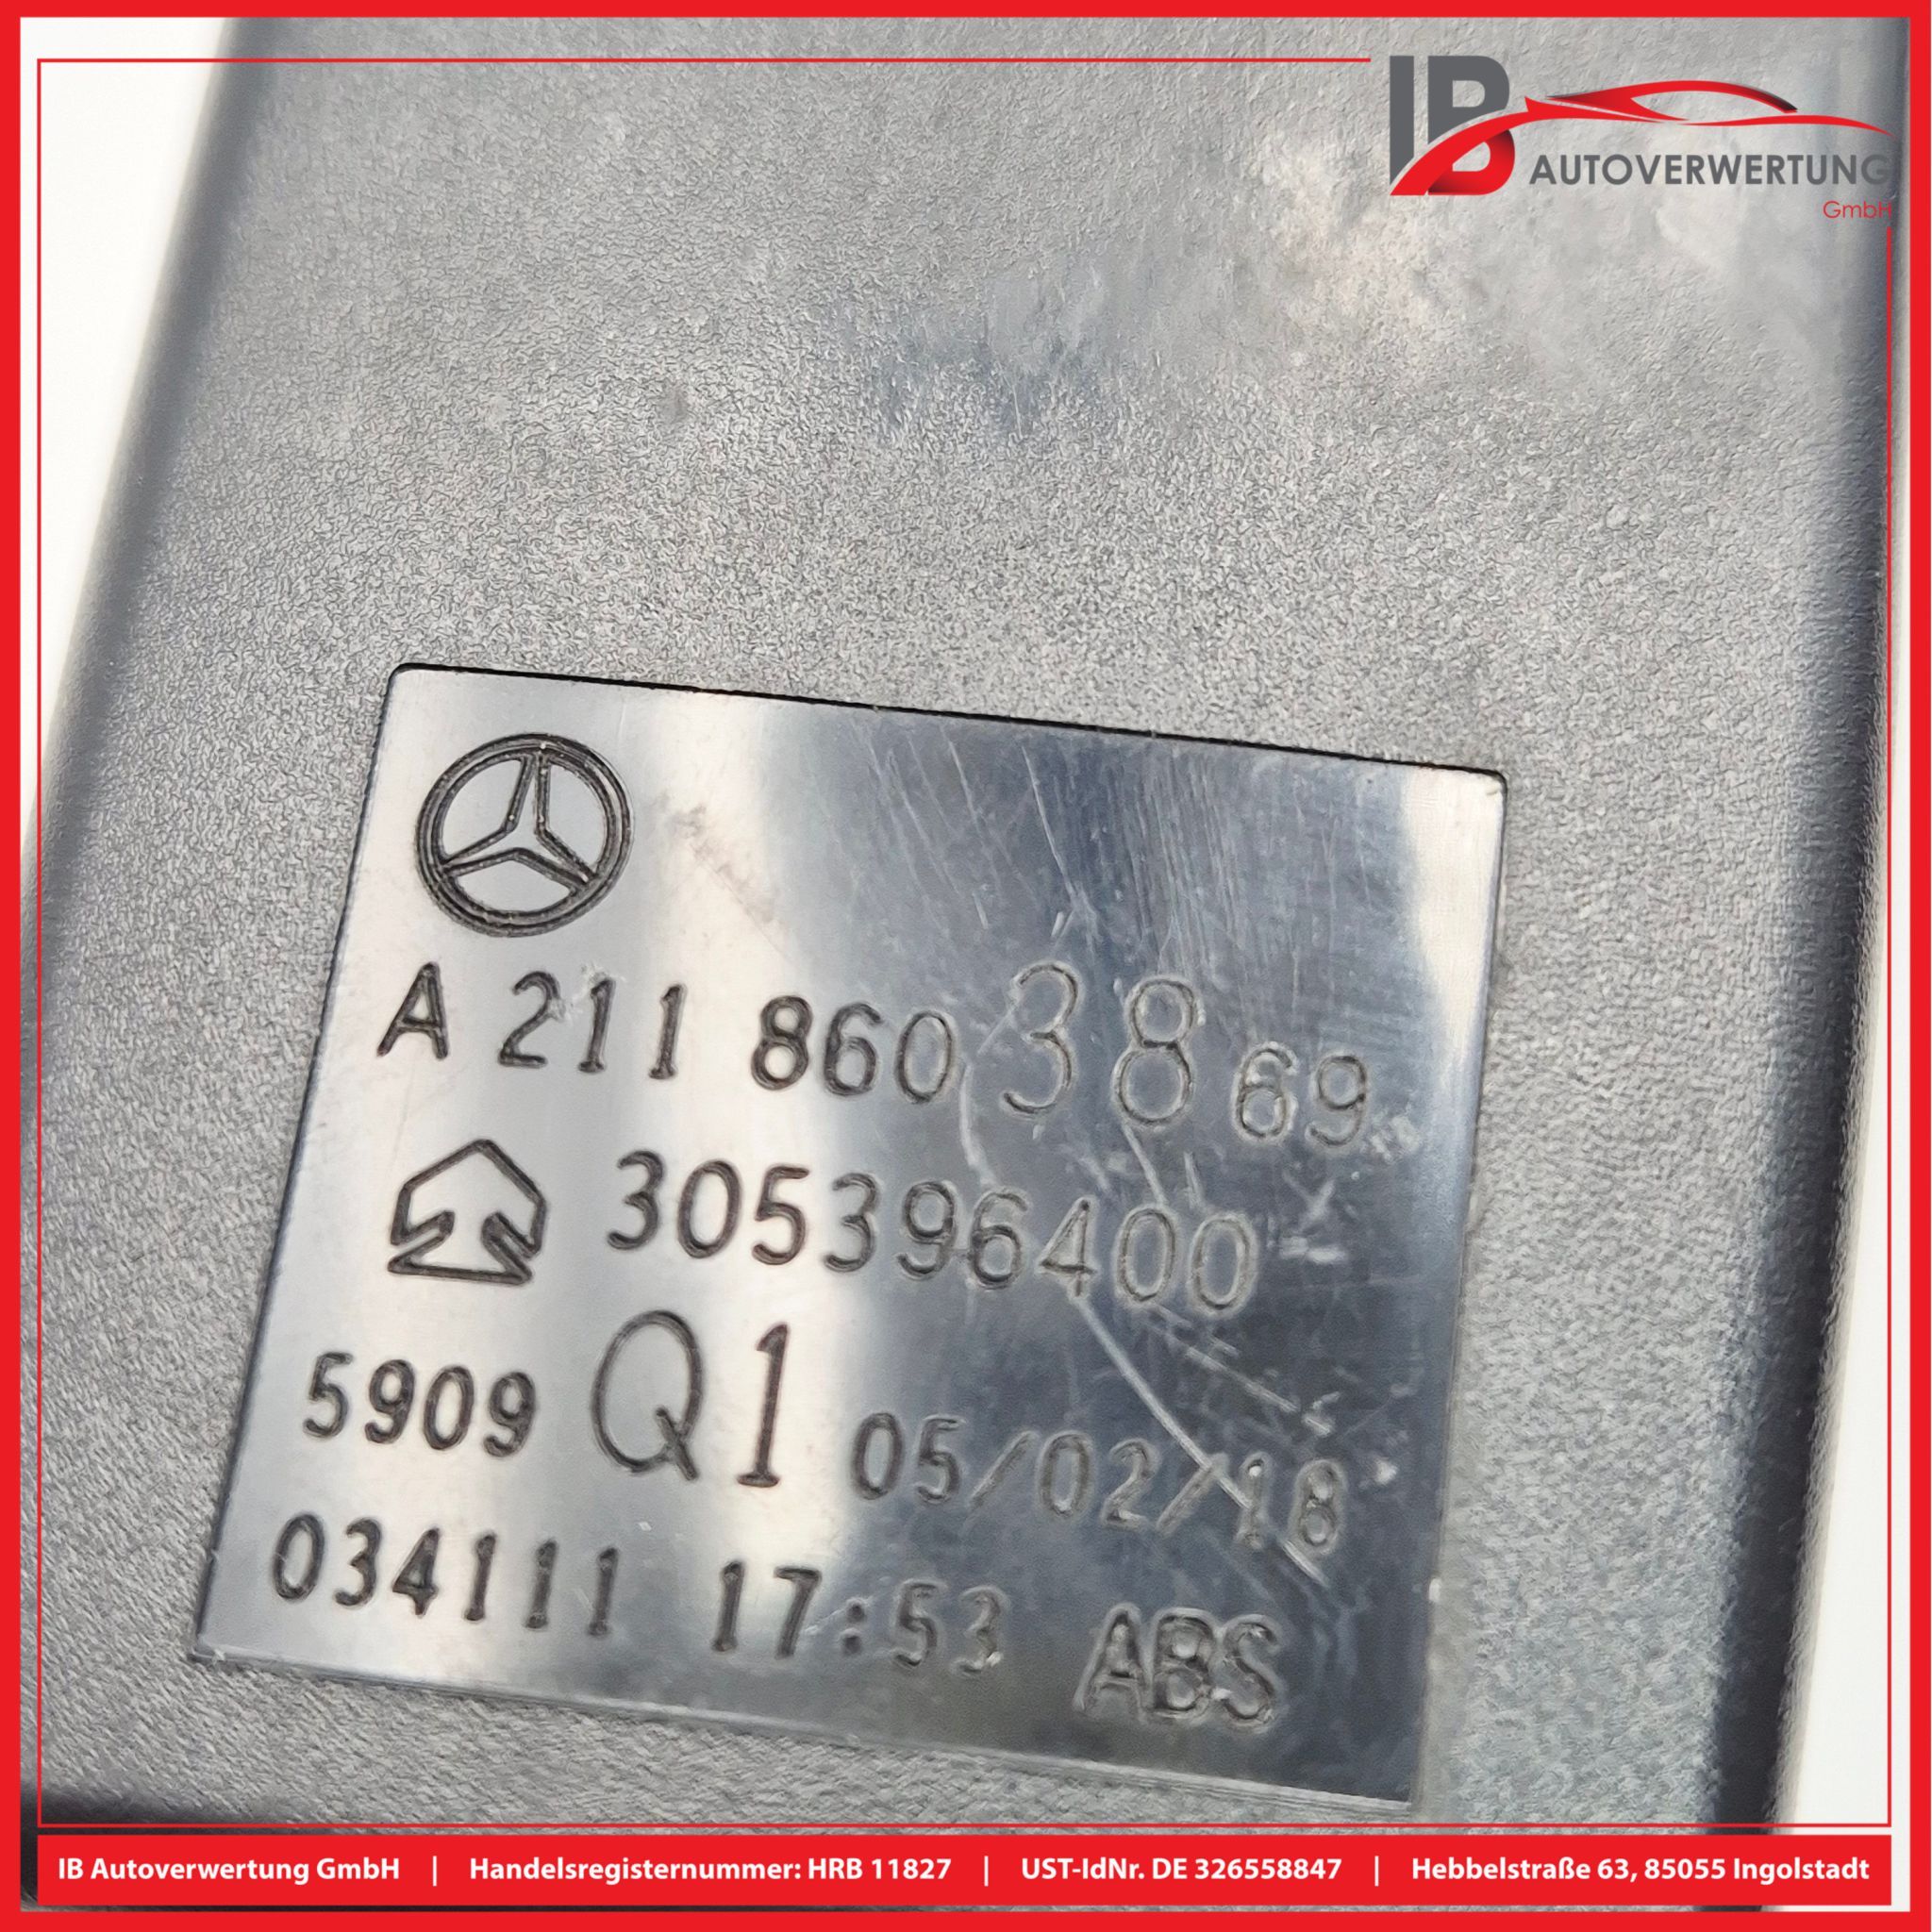 IB
AUTOVERWERTUNG
GmbH
A 211 860 38 69
305396400
5909 Q1 05/02/18
034111 17:53 ABS
IB Autoverwertung GmbH | Handelsregisternummer: HRB 11827 | UST-IdNr. DE 326558847 | Hebbelstraße 63, 85055 Ingolstadt